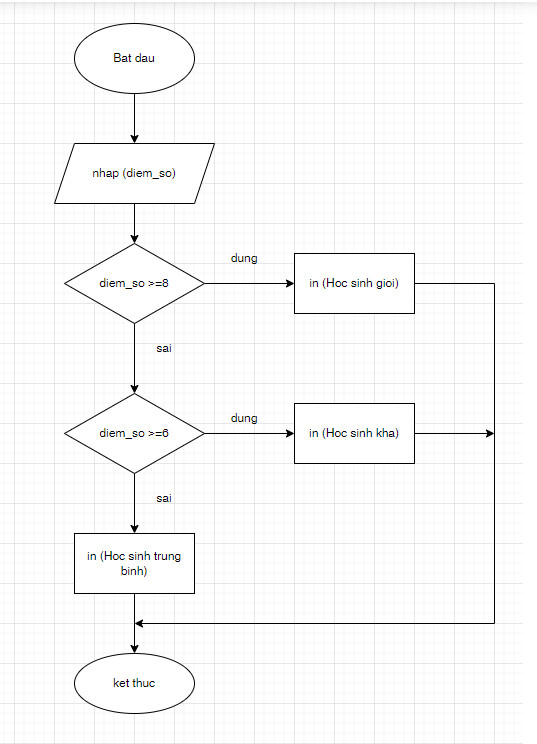 Bat dau
nhap (diem_so)
diem_so >=8
dung
in (Hoc sinh gioi)
sai
diem_so >=6
dung
in (Hoc sinh kha)
sai
in (Hoc sinh trung
binh)
ket thuc